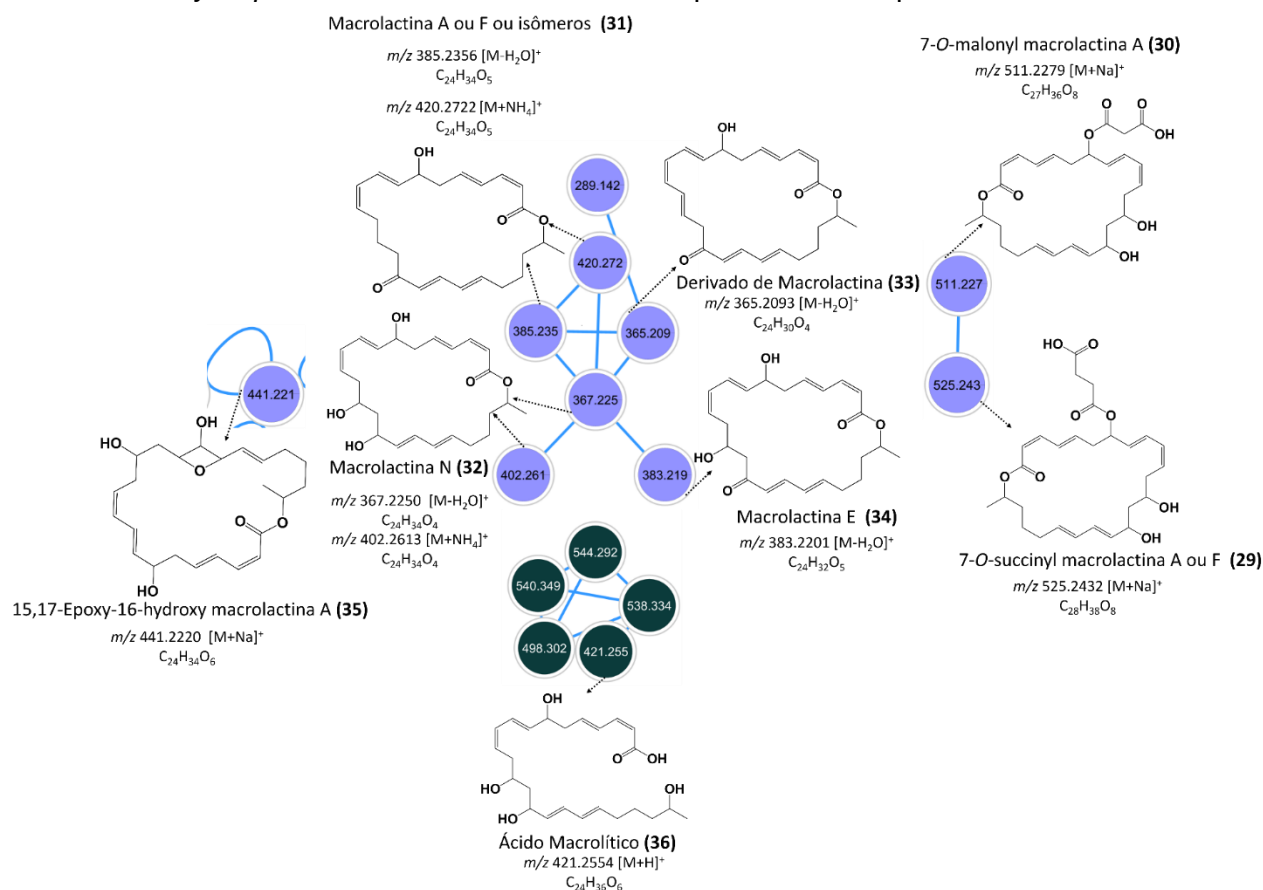 Macrolactina A ou F ou isômeros (31)
m/z 385.2356 [M-H₂O]⁺
C₂₄H₃₄O₅
m/z 420.2722 [M+NH₄]⁺
C₂₄H₃₄O₅
7-O-malonyl macrolactina A (30)
m/z 511.2279 [M+Na]⁺
C₂₇H₃₆O₈
O O
O OH
OH
OH
OH
O
O
O
289.142
420.272
385.235
365.209
OH
O
O
O
Derivado de Macrolactina (33)
m/z 365.2093 [M-H₂O]⁺
C₂₄H₃₀O₄
511.227
525.243
441.221
OH
HO
O
O
O
HO
15,17-Epoxy-16-hydroxy macrolactina A (35)
m/z 441.2220 [M+Na]⁺
C₂₄H₃₄O₆
OH
O
O
HO
HO
Macrolactina N (32)
m/z 367.2250 [M-H₂O]⁺
C₂₄H₃₄O₄
m/z 402.2613 [M+NH₄]⁺
C₂₄H₃₄O₄
367.225
402.261
383.219
OH
O
O
HO
O
Macrolactina E (34)
m/z 383.2201 [M-H₂O]⁺
C₂₄H₃₂O₅
O
HO
O
O
O
O
OH
OH
7-O-succinyl macrolactina A ou F (29)
m/z 525.2432 [M+Na]⁺
C₂₈H₃₈O₈
544.292
540.349
538.334
498.302
421.255
OH
O OH
HO
OH
HO
Ácido Macrolítico (36)
m/z 421.2554 [M+H]⁺
C₂₄H₃₆O₆